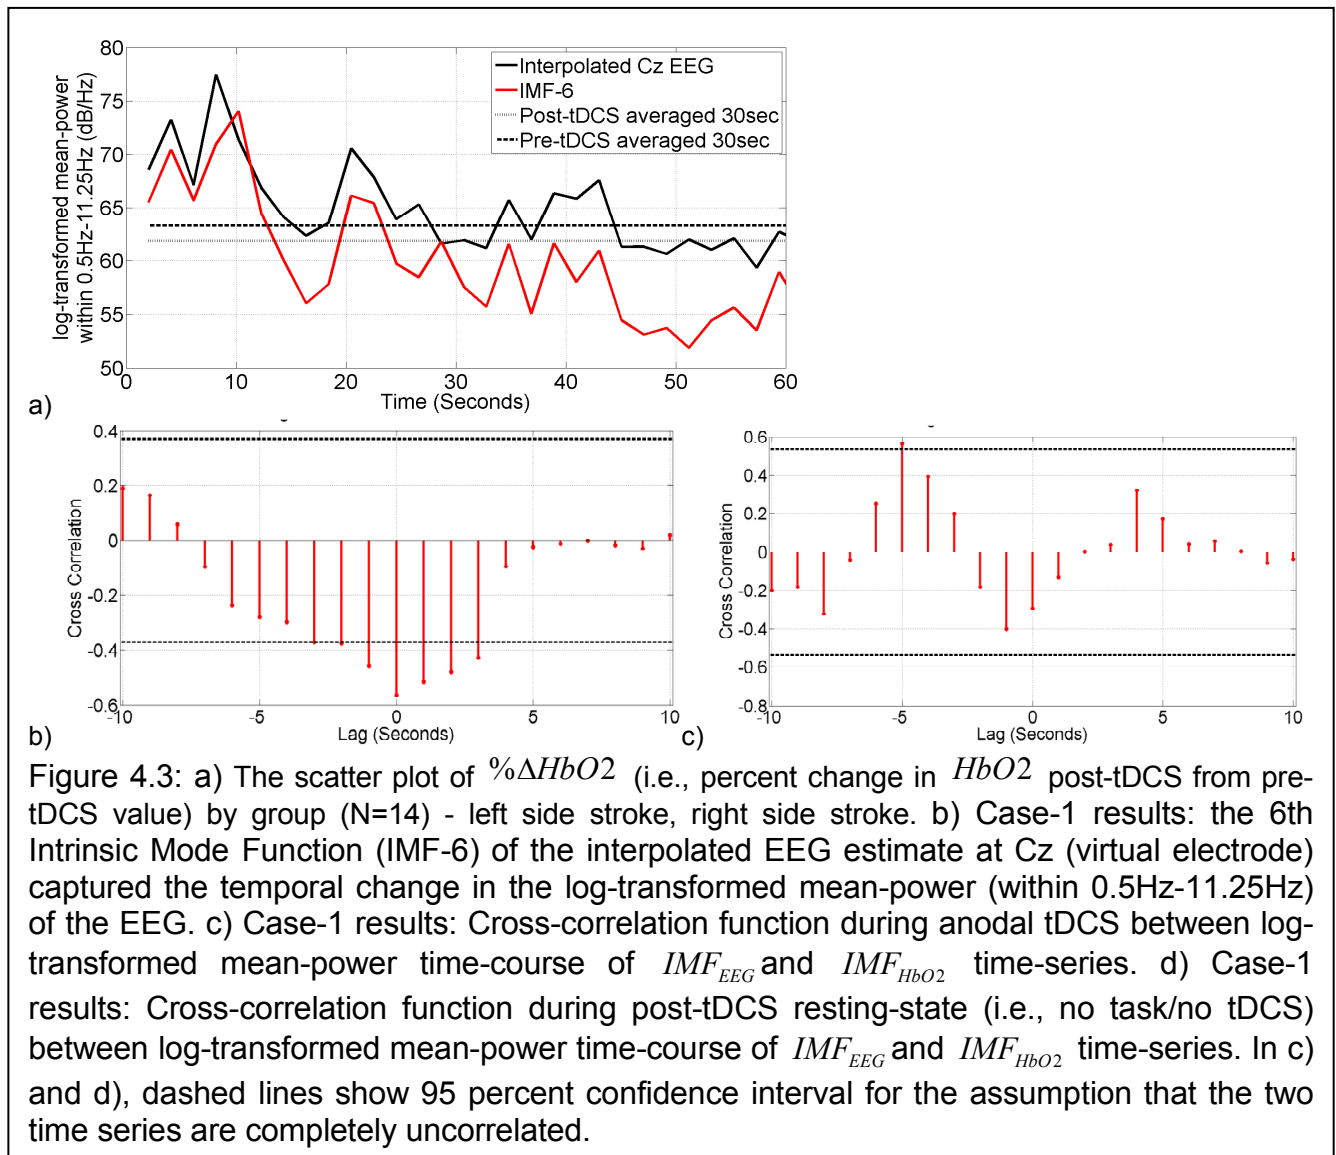 80
75
70
65
60
55
50
log-transformed mean-power
within 0.5Hz-11.25Hz (dB/Hz)
Interpolated Cz EEG
IMF-6
Post-tDCS averaged 30sec
Pre-tDCS averaged 30sec
0 10 20 30 40 50 60
Time (Seconds)
a)
0.4
0.2
0
-0.2
-0.4
-0.6
Cross Correlation
-10 -5 0 5 10
Lag (Seconds)
b)
0.6
0.4
0.2
0
-0.2
-0.4
-0.6
-0.8
Cross Correlation
-10 -5 0 5 10
Lag (Seconds)
c)
Figure 4.3: a) The scatter plot of %ΔHbO2 (i.e., percent change in HbO2 post-tDCS from pre-
tDCS value) by group (N=14) - left side stroke, right side stroke. b) Case-1 results: the 6th
Intrinsic Mode Function (IMF-6) of the interpolated EEG estimate at Cz (virtual electrode)
captured the temporal change in the log-transformed mean-power (within 0.5Hz-11.25Hz)
of the EEG. c) Case-1 results: Cross-correlation function during anodal tDCS between log-
transformed mean-power time-course of IMF_EEG and IMF_HbO2 time-series. d) Case-1
results: Cross-correlation function during post-tDCS resting-state (i.e., no task/no tDCS)
between log-transformed mean-power time-course of IMF_EEG and IMF_HbO2 time-series. In c)
and d), dashed lines show 95 percent confidence interval for the assumption that the two
time series are completely uncorrelated.